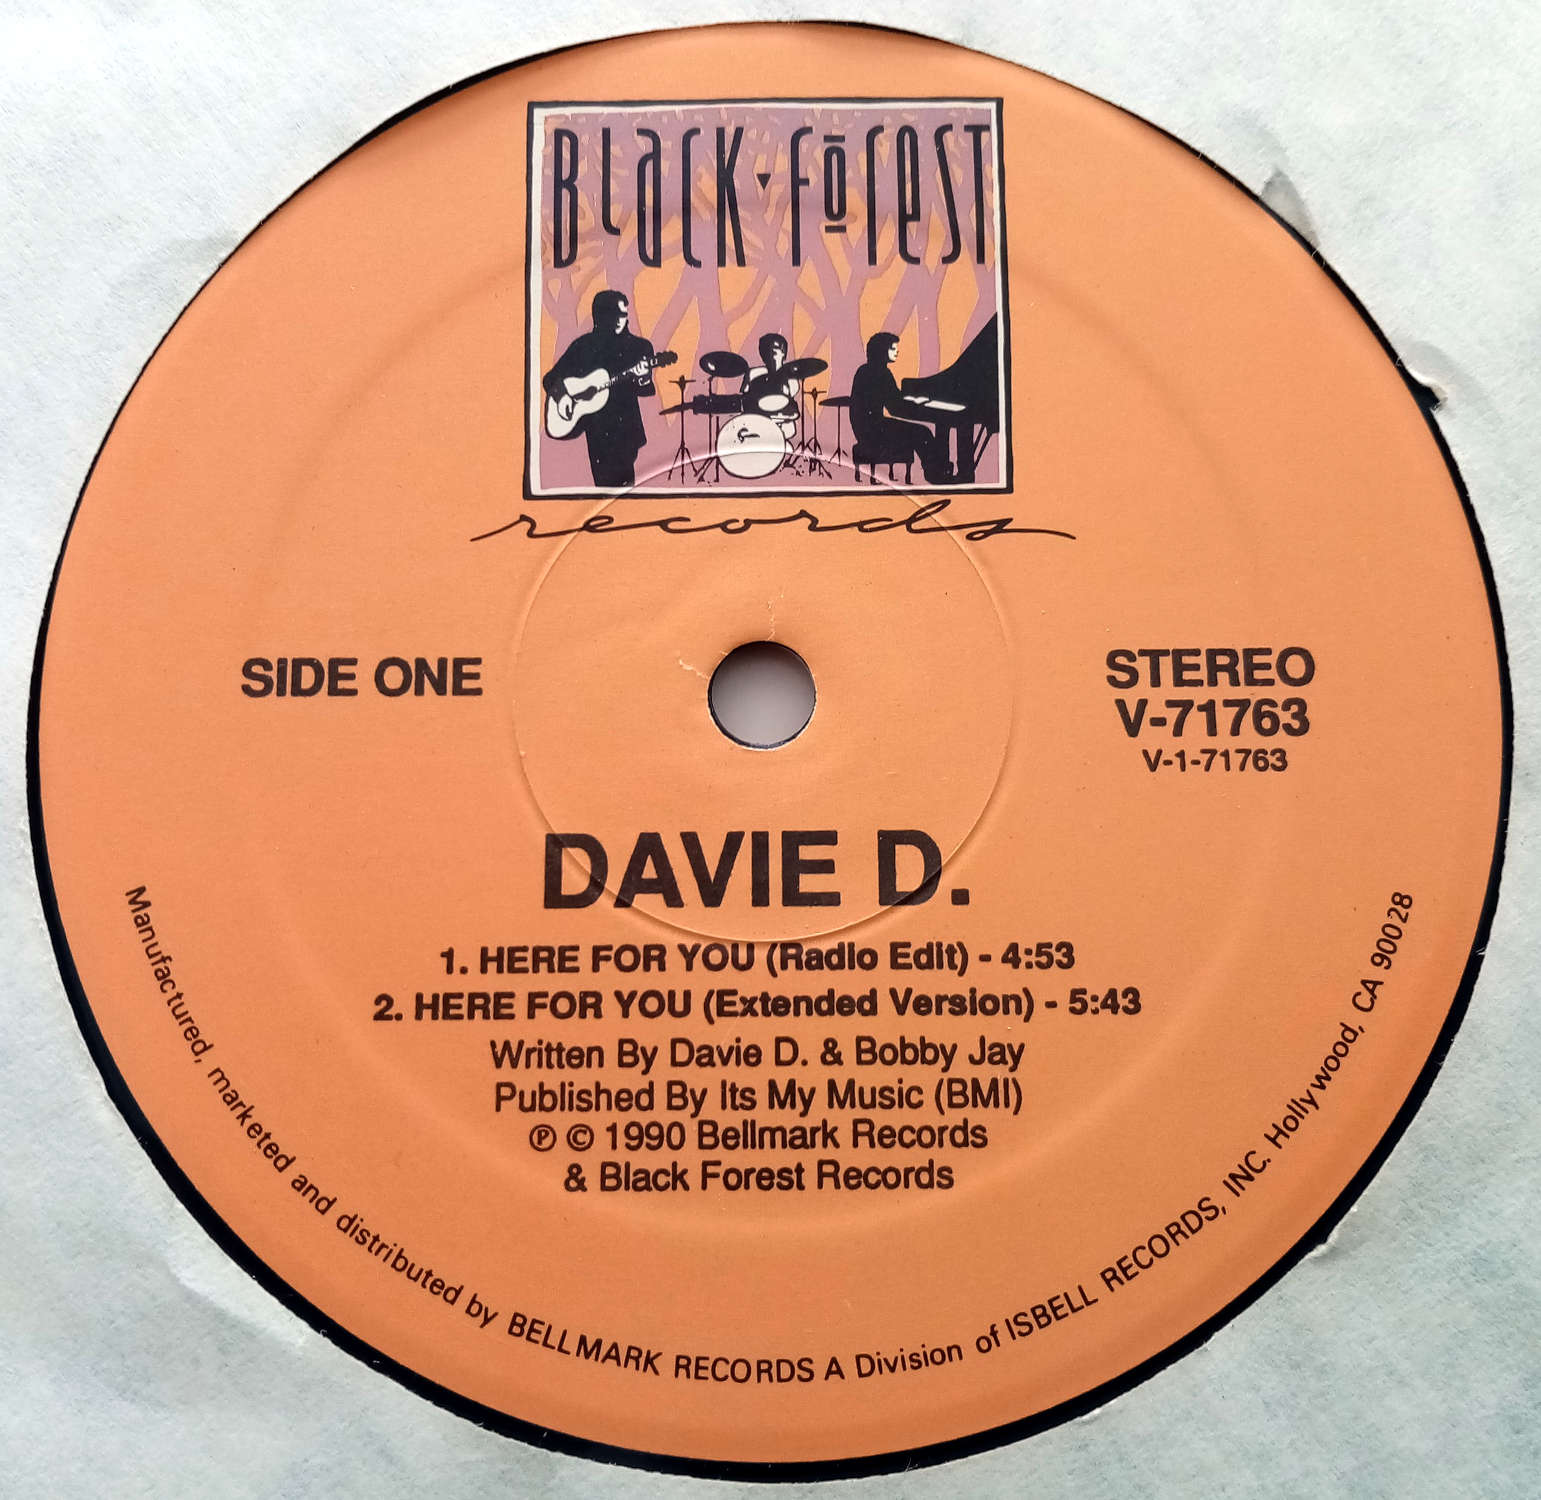 BLACK FOREST
records
SIDE ONE
STEREO
V-71763
V-1-71763
DAVIE D.
1. HERE FOR YOU (Radio Edit) - 4:53
2. HERE FOR YOU (Extended Version) - 5:43
Written By Davie D. & Bobby Jay
Published By Its My Music (BMI)
℗ © 1990 Bellmark Records
& Black Forest Records
Manufactured, marketed and distributed by BELLMARK RECORDS A Division of ISBELL RECORDS, INC. Hollywood, CA 90028